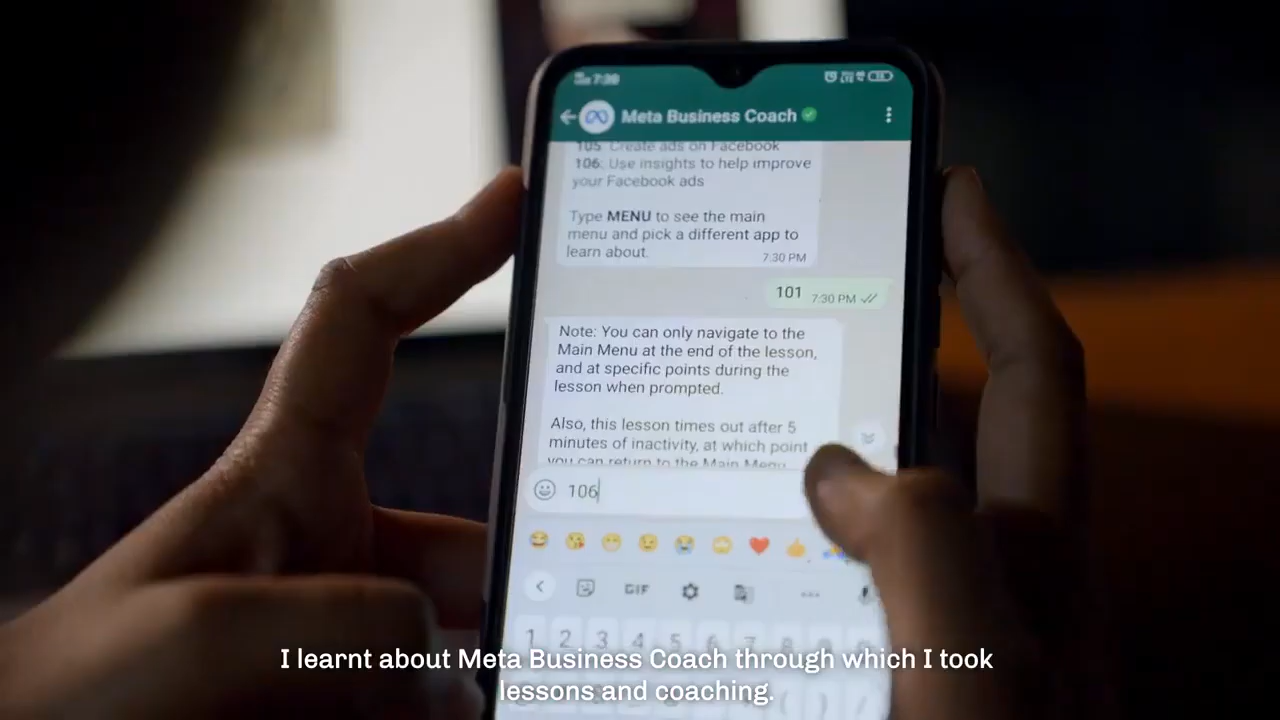 7:30
Meta Business Coach
105: Create ads on Facebook
106: Use insights to help improve
your Facebook ads
Type MENU to see the main
menu and pick a different app to
learn about.
7:30 PM
101 7:30 PM
Note: You can only navigate to the
Main Menu at the end of the lesson,
and at specific points during the
lesson when prompted.
Also, this lesson times out after 5
minutes of inactivity, at which point
you can return to the Main Menu
106
GIF
1 2 3 4 5 6 7 8 9
I learnt about Meta Business Coach through which I took
lessons and coaching.